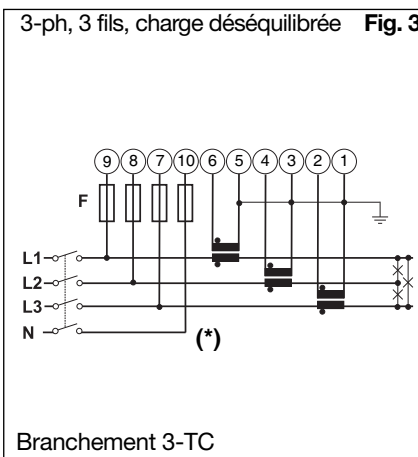 3-ph, 3 fils, charge déséquilibrée Fig. 3
9 8 7 10 6 5 4 3 2 1
F
L1
L2
L3
N
(*)
Branchement 3-TC